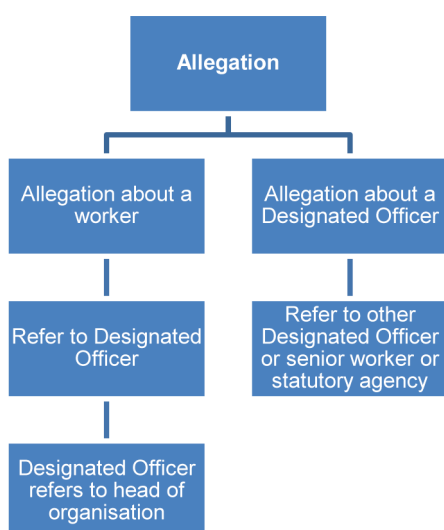 Allegation
Allegation about a
worker
Allegation about a
Designated Officer
Refer to Designated
Officer
Refer to other
Designated Officer
or senior worker or
statutory agency
Designated Officer
refers to head of
organisation